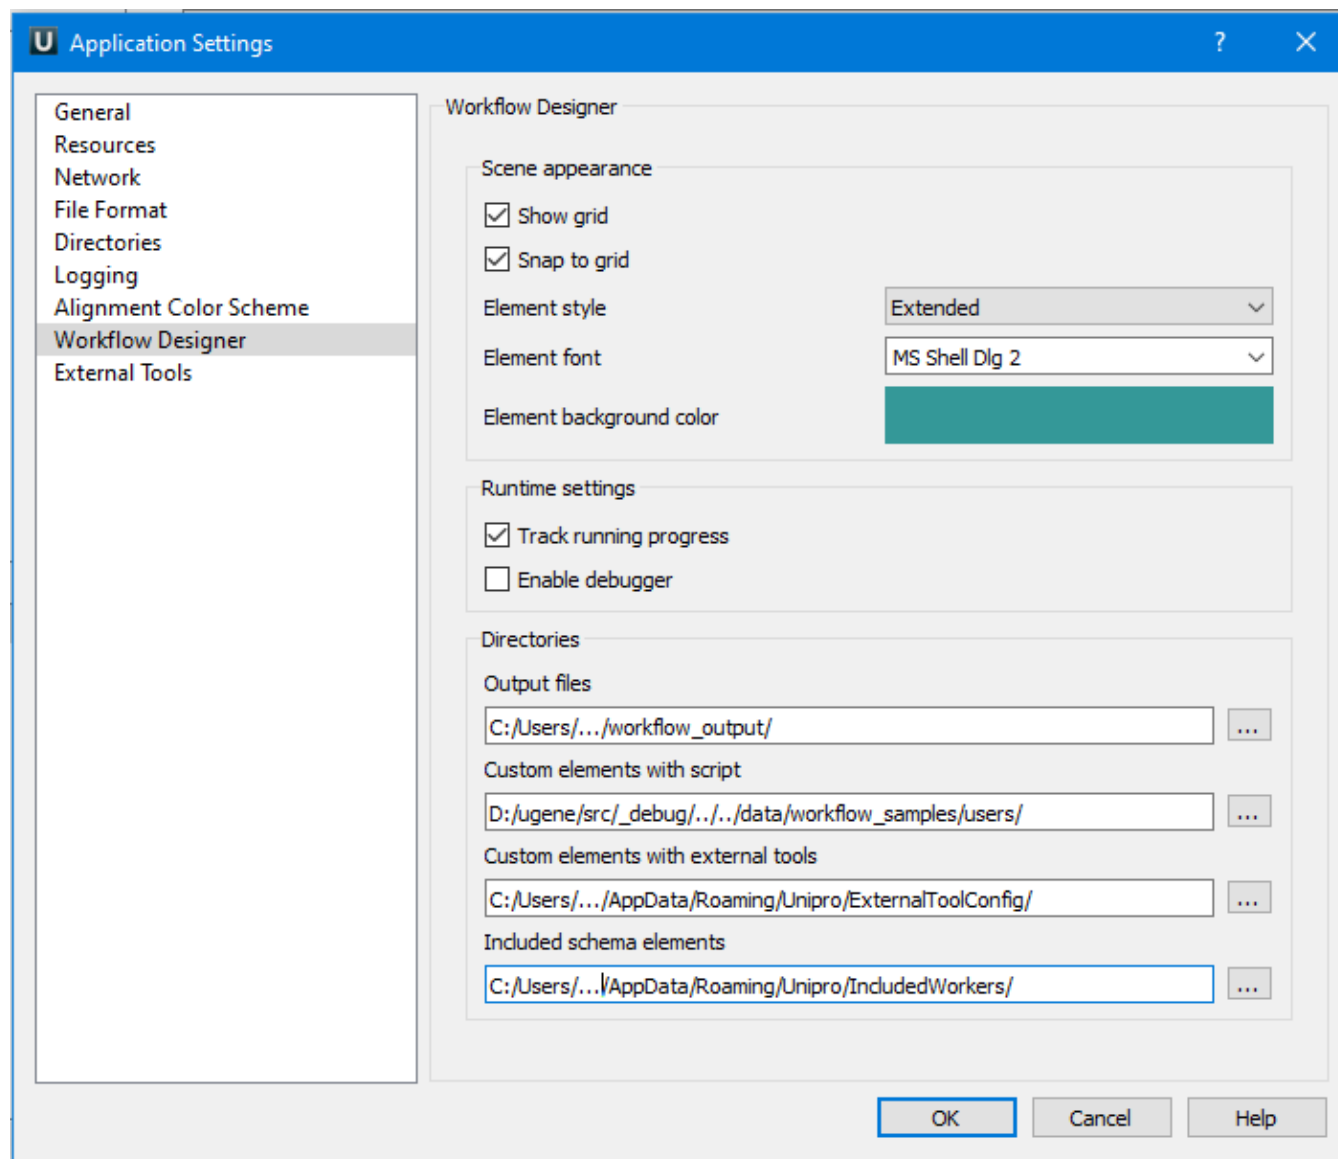 U Application Settings
?
General
Resources
Network
File Format
Directories
Logging
Alignment Color Scheme
Workflow Designer
External Tools
Workflow Designer
Scene appearance
Show grid
Snap to grid
Element style Extended
Element font MS Shell Dlg 2
Element background color
Runtime settings
Track running progress
Enable debugger
Directories
Output files
C:/Users/.../workflow_output/ ...
Custom elements with script
D:/ugene/src/_debug/../../data/workflow_samples/users/ ...
Custom elements with external tools
C:/Users/.../AppData/Roaming/Unipro/ExternalToolConfig/ ...
Included schema elements
C:/Users/.../AppData/Roaming/Unipro/IncludedWorkers/ ...
OK Cancel Help